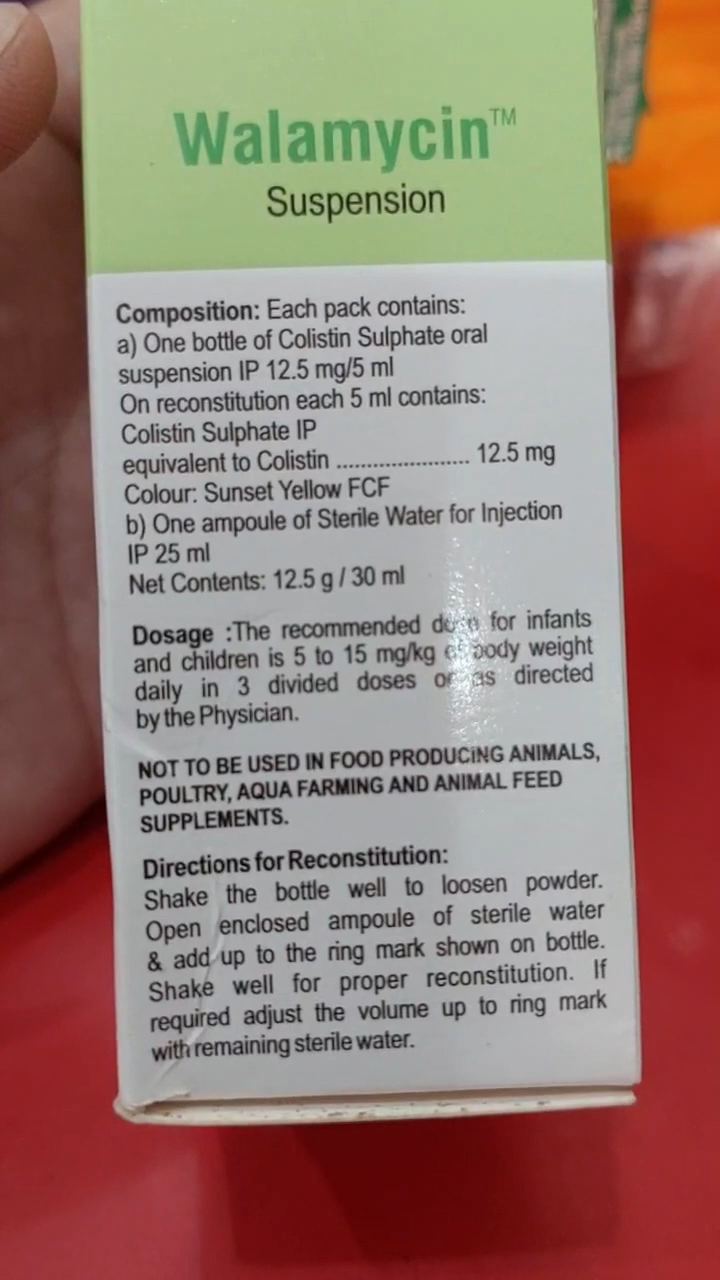 Walamycin™
Suspension
Composition: Each pack contains:
a) One bottle of Colistin Sulphate oral
suspension IP 12.5 mg/5 ml
On reconstitution each 5 ml contains:
Colistin Sulphate IP
equivalent to Colistin ...................... 12.5 mg
Colour: Sunset Yellow FCF
b) One ampoule of Sterile Water for Injection
IP 25 ml
Net Contents: 12.5 g / 30 ml
Dosage :The recommended for infants
and children is 5 to 15 mg/kg body weight
daily in 3 divided doses or as directed
by the Physician.
NOT TO BE USED IN FOOD PRODUCING ANIMALS,
POULTRY, AQUA FARMING AND ANIMAL FEED
SUPPLEMENTS.
Directions for Reconstitution:
Shake the bottle well to loosen powder.
Open enclosed ampoule of sterile water
& add up to the ring mark shown on bottle.
Shake well for proper reconstitution. If
required adjust the volume up to ring mark
with remaining sterile water.